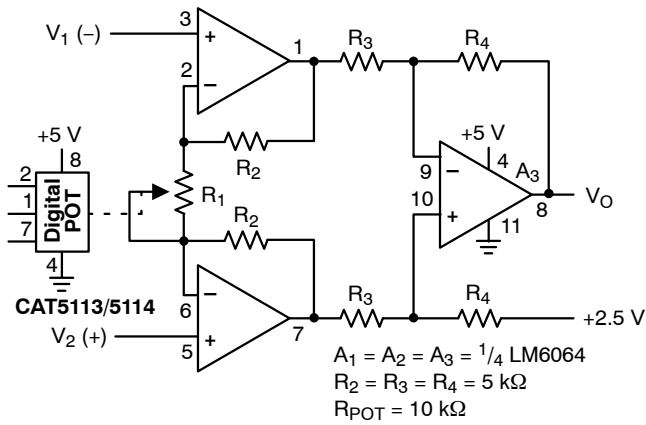 V1 (−)
3
+
1
2
−
R3
R4
R2
+5 V
8
2
1
7
Digital
POT
4
R1
R2
CAT5113/5114
6
−
7
V2 (+)
5
+
R3
R4
+5 V
4
A3
9
−
10
+
8
11
VO
+2.5 V
A1 = A2 = A3 = 1/4 LM6064
R2 = R3 = R4 = 5 kΩ
RPOT = 10 kΩ